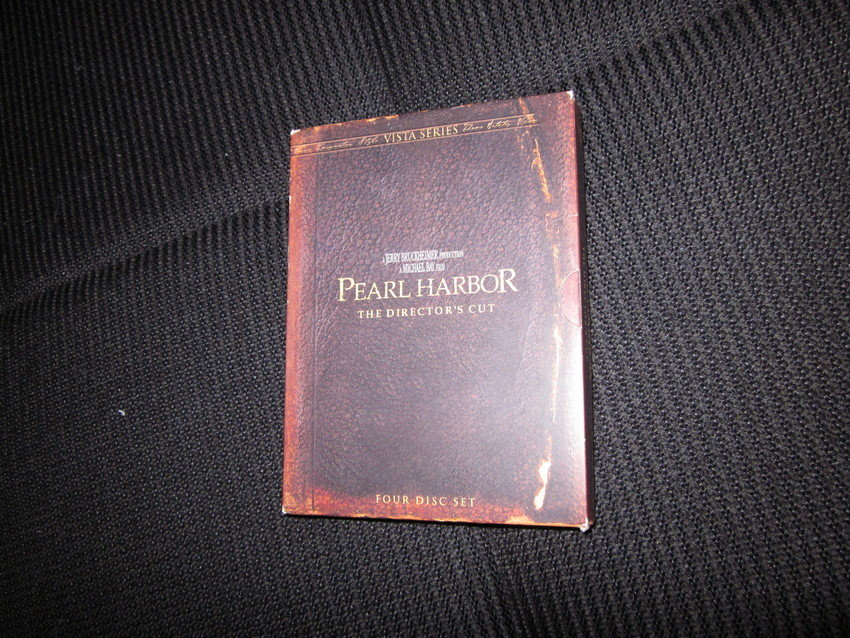 VISTA SERIES
A JERRY BRUCKHEIMER PRODUCTION
A MICHAEL BAY FILM
PEARL HARBOR
THE DIRECTOR'S CUT
FOUR DISC SET